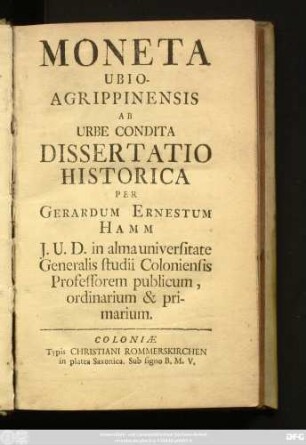 MONETA
UBIO-
AGRIPPINENSIS
AB
URBE CONDITA
DISSERTATIO
HISTORICA
PER
GERARDUM ERNESTUM
HAMM
J. U. D. in alma universitate
Generalis studii Coloniensis
Professorem publicum,
ordinarium & pri-
marium.
COLONIÆ
Typis CHRISTIANI ROMMERSKIRCHEN
in platea Saxonica. Sub signo B. M. V,